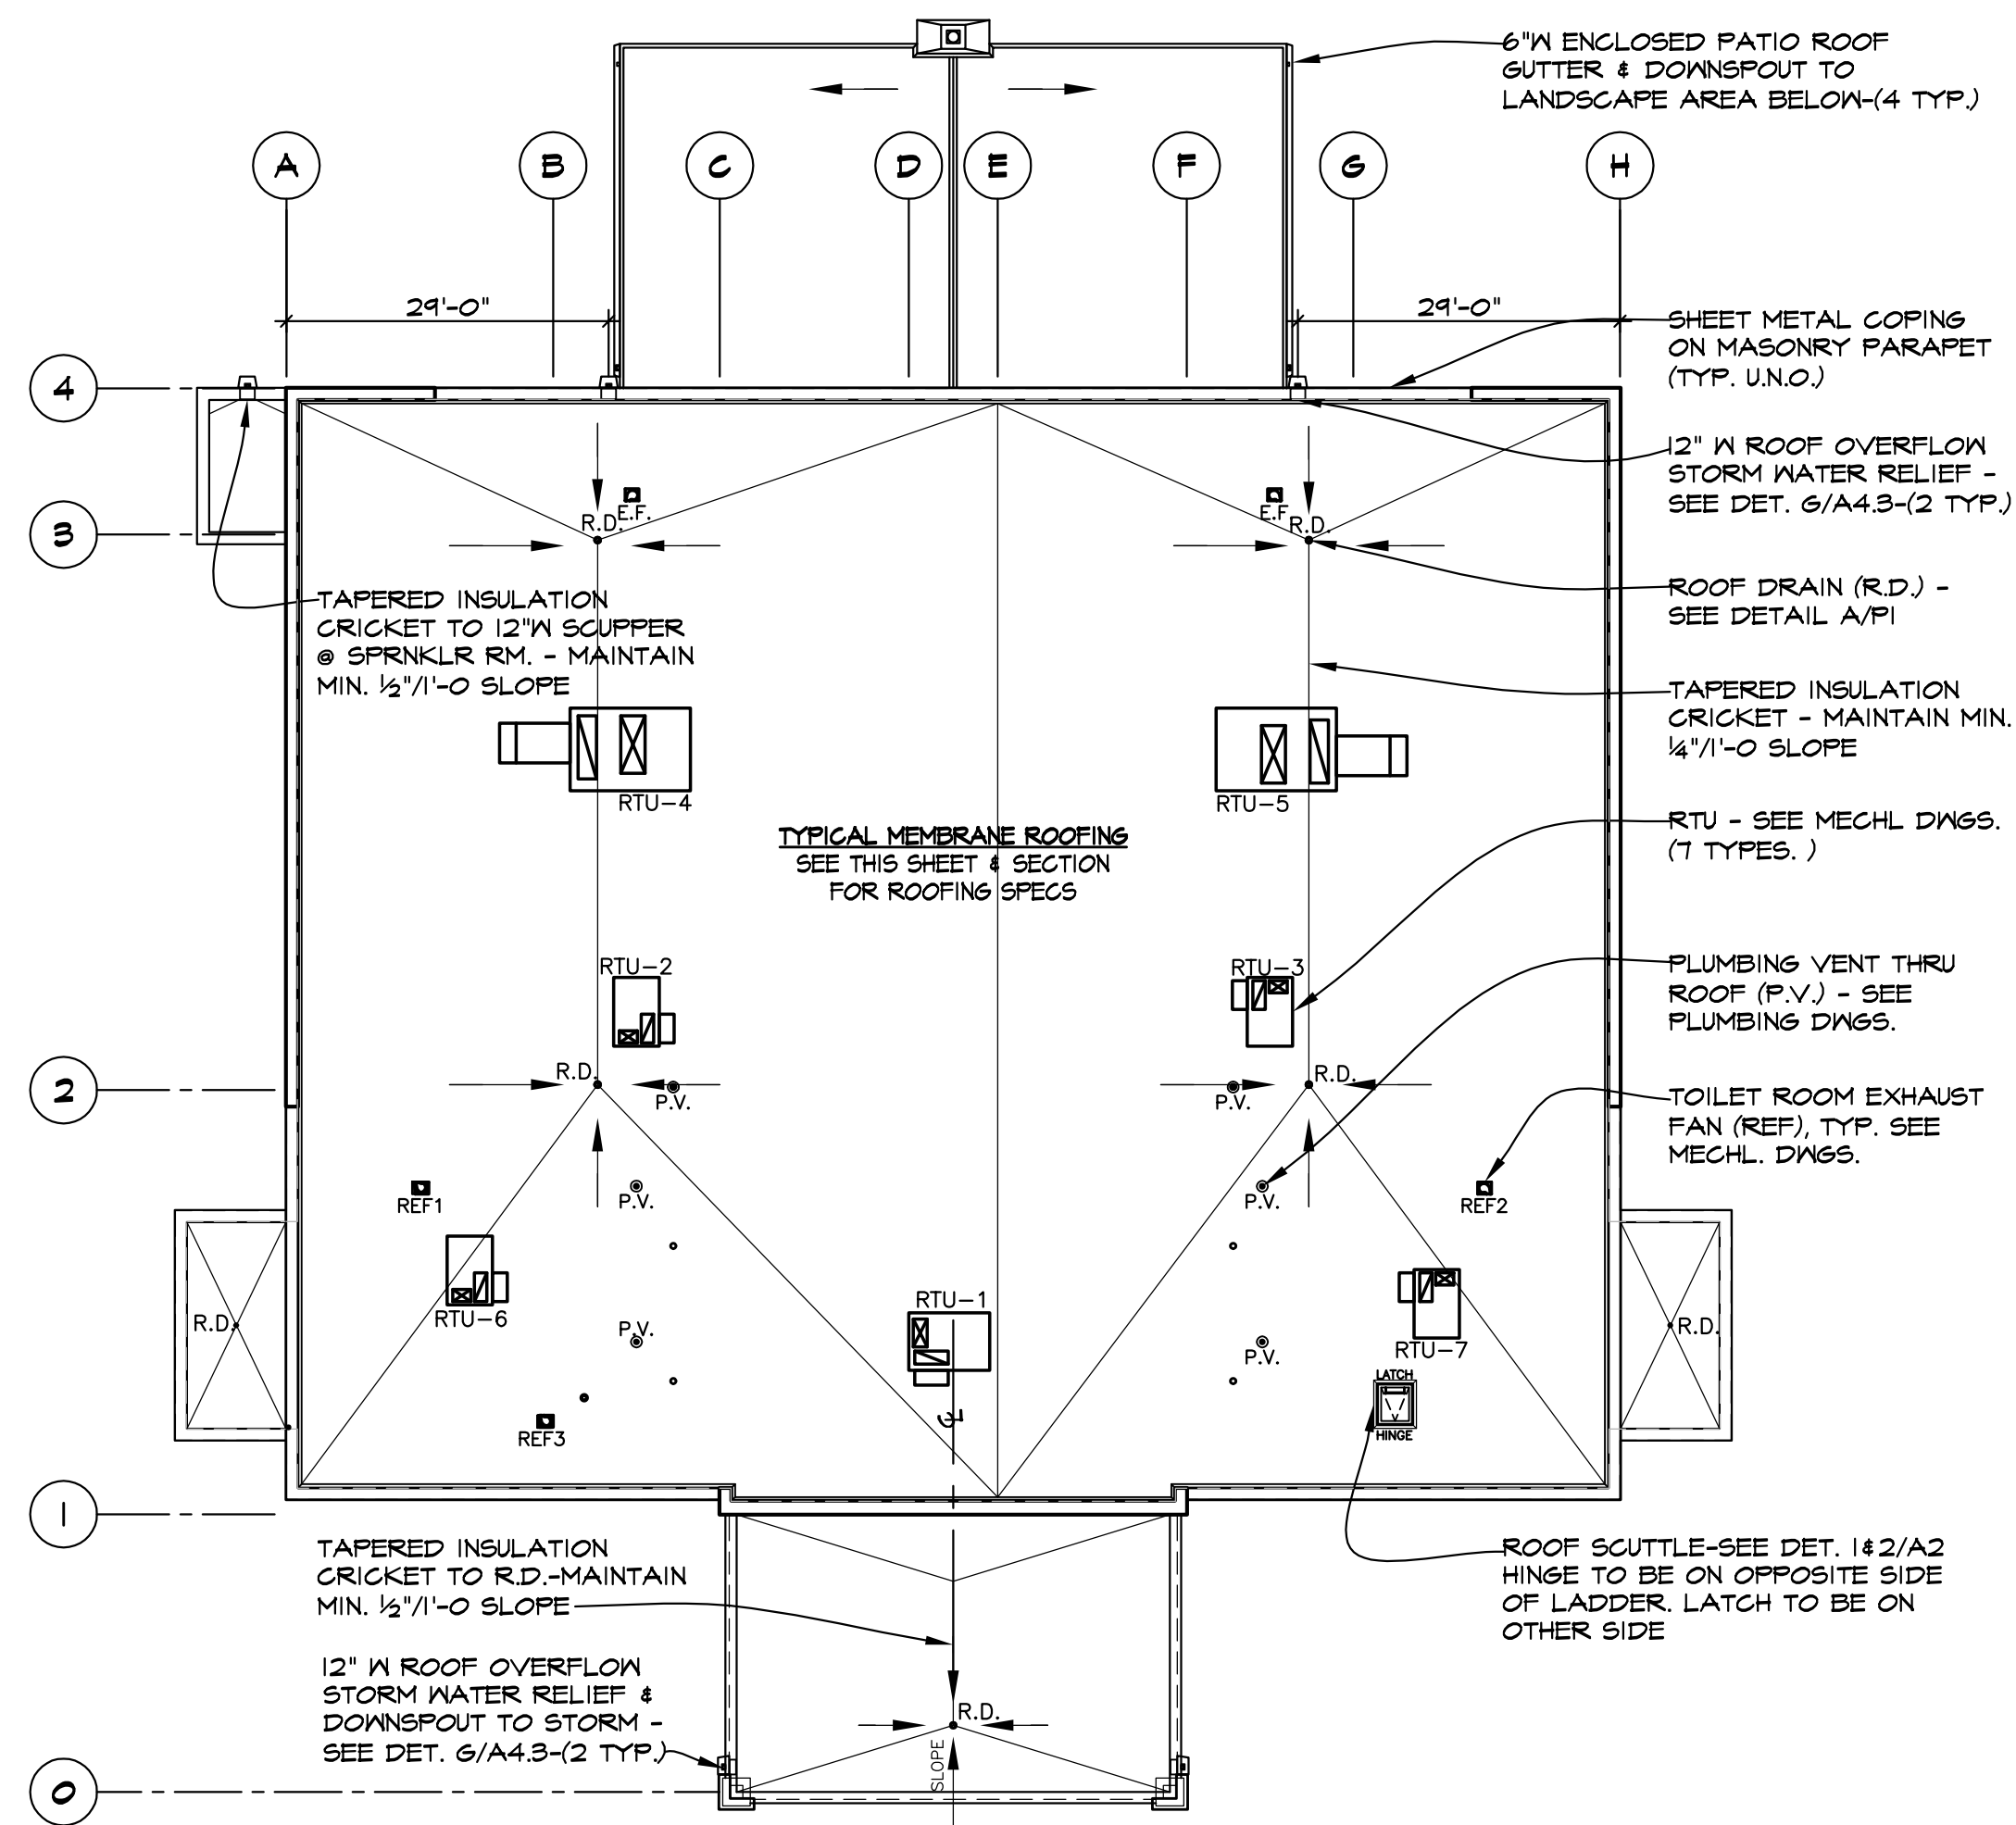 6"W ENCLOSED PATIO ROOF
GUTTER & DOWNSPOUT TO
LANDSCAPE AREA BELOW-(4 TYP.)
A
B
C
D
E
F
G
H
29'-0"
29'-0"
SHEET METAL COPING
ON MASONRY PARAPET
(TYP. U.N.O.)
4
12" W ROOF OVERFLOW
STORM WATER RELIEF -
SEE DET. G/A4.3-(2 TYP.)
3
E.F.
R.D.
E.F.
R.D.
ROOF DRAIN (R.D.) -
SEE DETAIL A/P1
TAPERED INSULATION
CRICKET TO 12"W SCUPPER
@ SPRNKLR RM. - MAINTAIN
MIN. ½"/1'-0 SLOPE
TAPERED INSULATION
CRICKET - MAINTAIN MIN.
¼"/1'-0 SLOPE
RTU-4
RTU-5
TYPICAL MEMBRANE ROOFING
SEE THIS SHEET & SECTION
FOR ROOFING SPECS
RTU - SEE MECHL DWGS.
(7 TYPES. )
RTU-2
RTU-3
PLUMBING VENT THRU
ROOF (P.V.) - SEE
PLUMBING DWGS.
2
R.D.
P.V.
P.V.
R.D.
TOILET ROOM EXHAUST
FAN (REF), TYP. SEE
MECHL. DWGS.
REF1
P.V.
P.V.
REF2
RTU-6
RTU-1
RTU-7
R.D.
P.V.
P.V.
R.D.
LATCH
HINGE
REF3
1
ROOF SCUTTLE-SEE DET. 1&2/A2
HINGE TO BE ON OPPOSITE SIDE
OF LADDER. LATCH TO BE ON
OTHER SIDE
TAPERED INSULATION
CRICKET TO R.D.-MAINTAIN
MIN. ½"/1'-0 SLOPE
12" W ROOF OVERFLOW
STORM WATER RELIEF &
DOWNSPOUT TO STORM -
SEE DET. G/A4.3-(2 TYP.)
R.D.
SLOPE
0